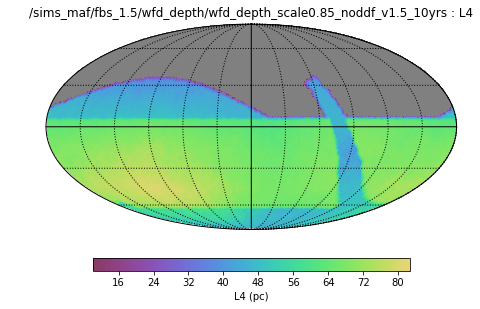 /sims_maf/fbs_1.5/wfd_depth/wfd_depth_scale0.85_noddf_v1.5_10yrs : L4
16 24 32 40 48 56 64 72 80
L4 (pc)